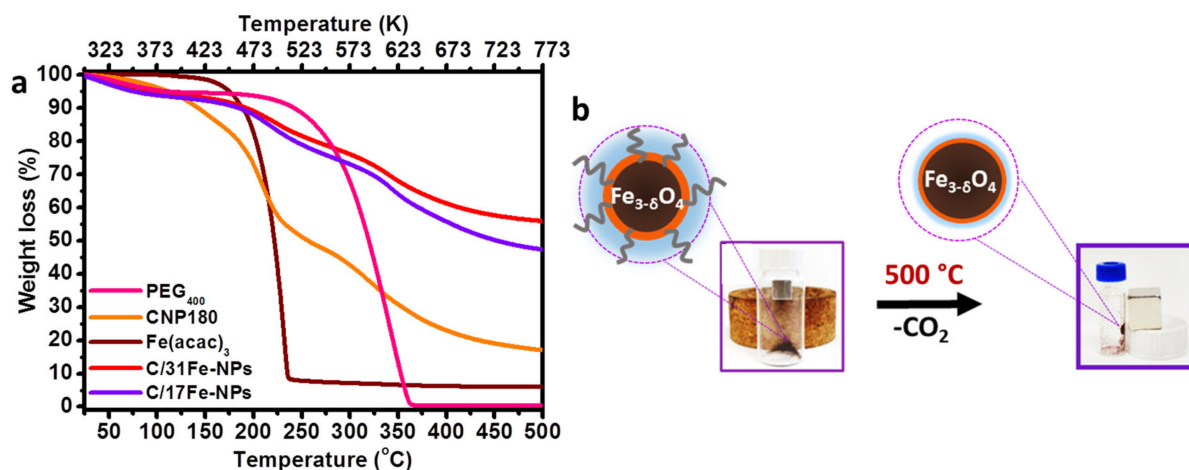 a
Temperature (K)
323 373 423 473 523 573 623 673 723 773
Weight loss (%)
100
90
80
70
60
50
40
30
20
10
0
PEG₄₀₀
CNP180
Fe(acac)₃
C/31Fe-NPs
C/17Fe-NPs
50 100 150 200 250 300 350 400 450 500
Temperature (°C)
b
Fe₃₋δO₄
Fe₃₋δO₄
500 °C
-CO₂